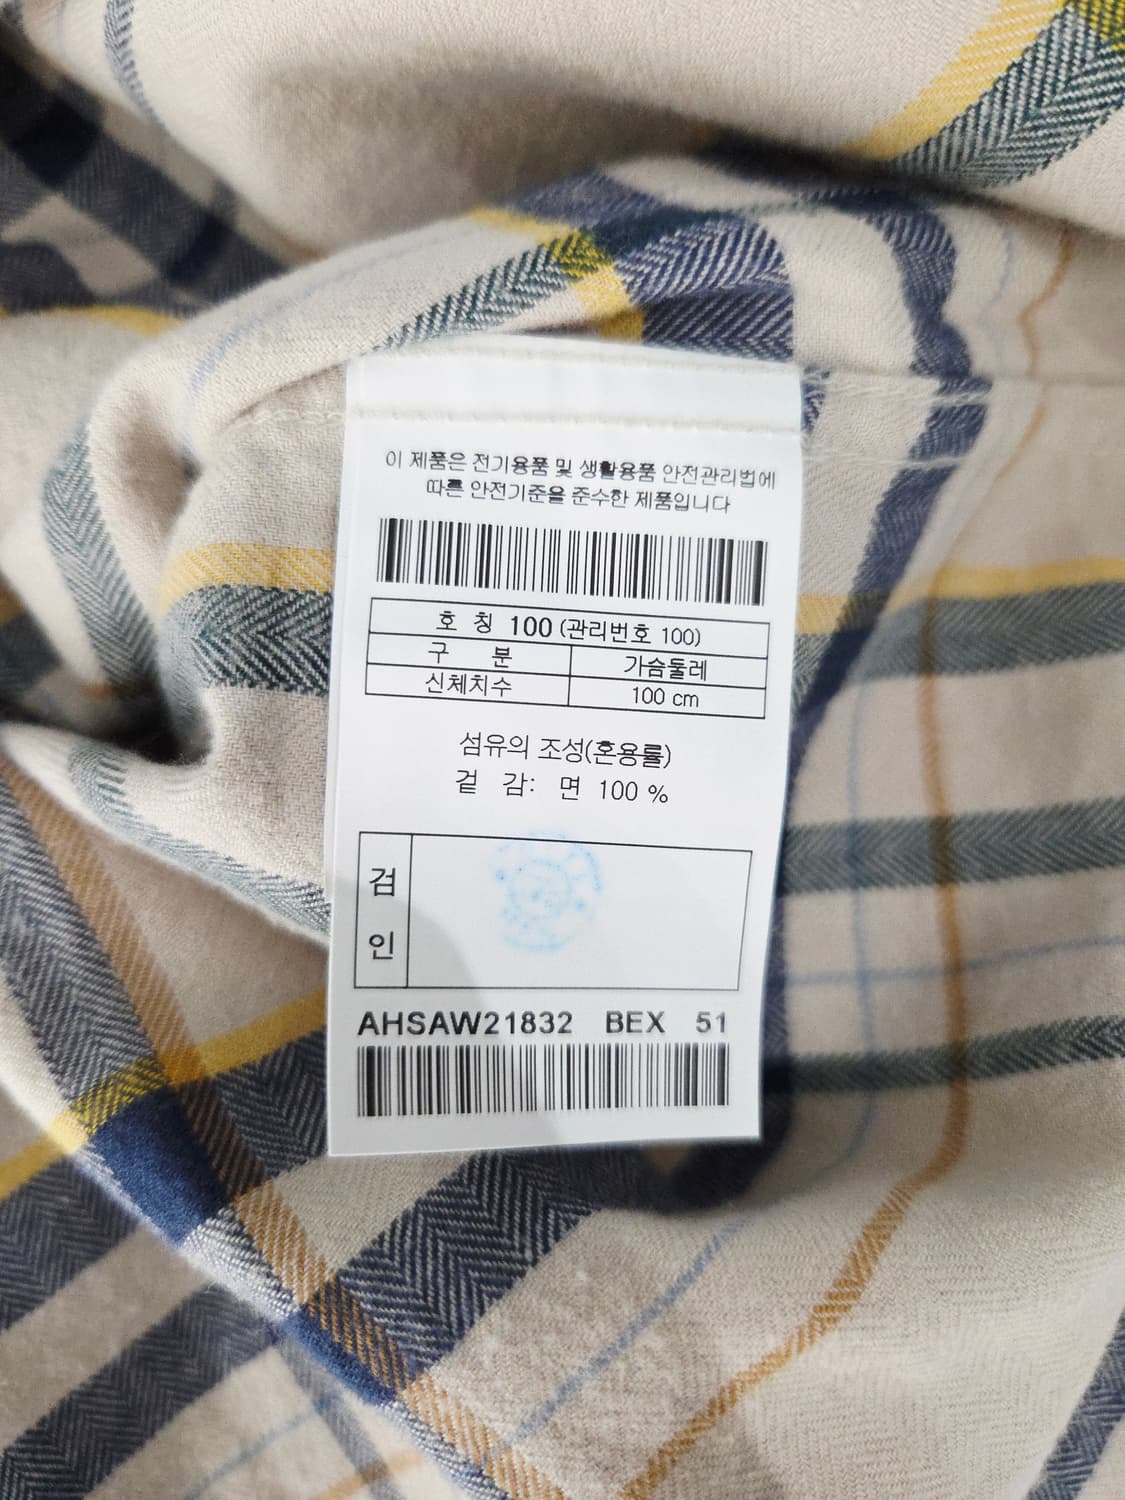 이 제품은 전기용품 및 생활용품 안전관리법에
따른 안전기준을 준수한 제품입니다
호 칭 100 (관리번호 100)
구 분 가슴둘레
신체치수 100 cm
섬유의 조성(혼용률)
겉 감: 면 100 %
검
인
AHSAW21832 BEX 51